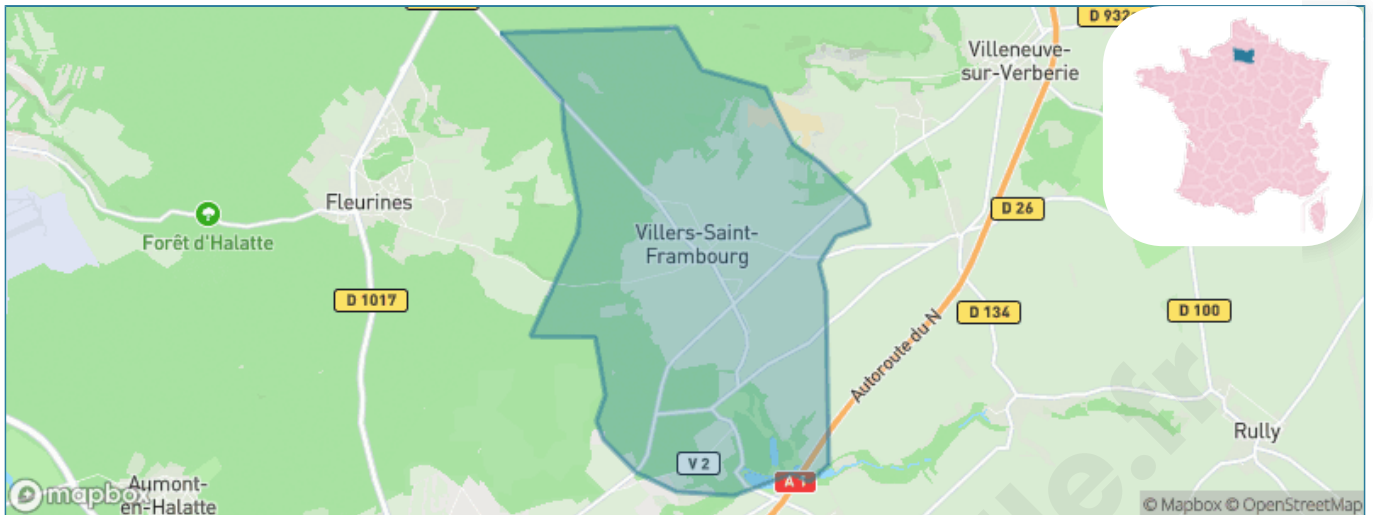 D 932
Villeneuve-
sur-Verberie
Fleurines
Forêt d'Halatte
Villers-Saint-
Frambourg
D 26
D 1017
D 134
D 100
Autoroute du N
Rully
V 2
A 1
Aumont-
en-Halatte
mapbox
© Mapbox © OpenStreetMap